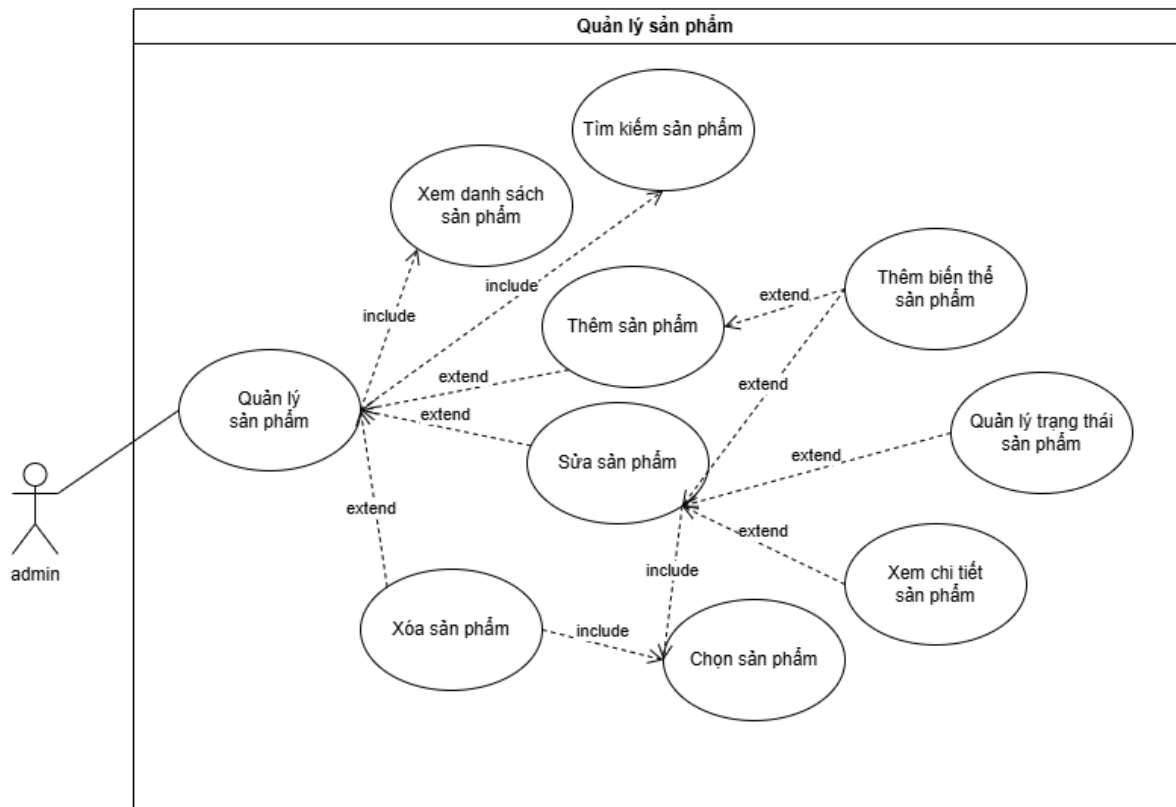 Quản lý sản phẩm
Tìm kiếm sản phẩm
Xem danh sách
sản phẩm
Thêm biến thể
sản phẩm
include
extend
Thêm sản phẩm
include
extend
extend
Quản lý
sản phẩm
extend
Quản lý trạng thái
sản phẩm
Sửa sản phẩm
extend
extend
extend
include
Xem chi tiết
sản phẩm
admin
Xóa sản phẩm
include
Chọn sản phẩm